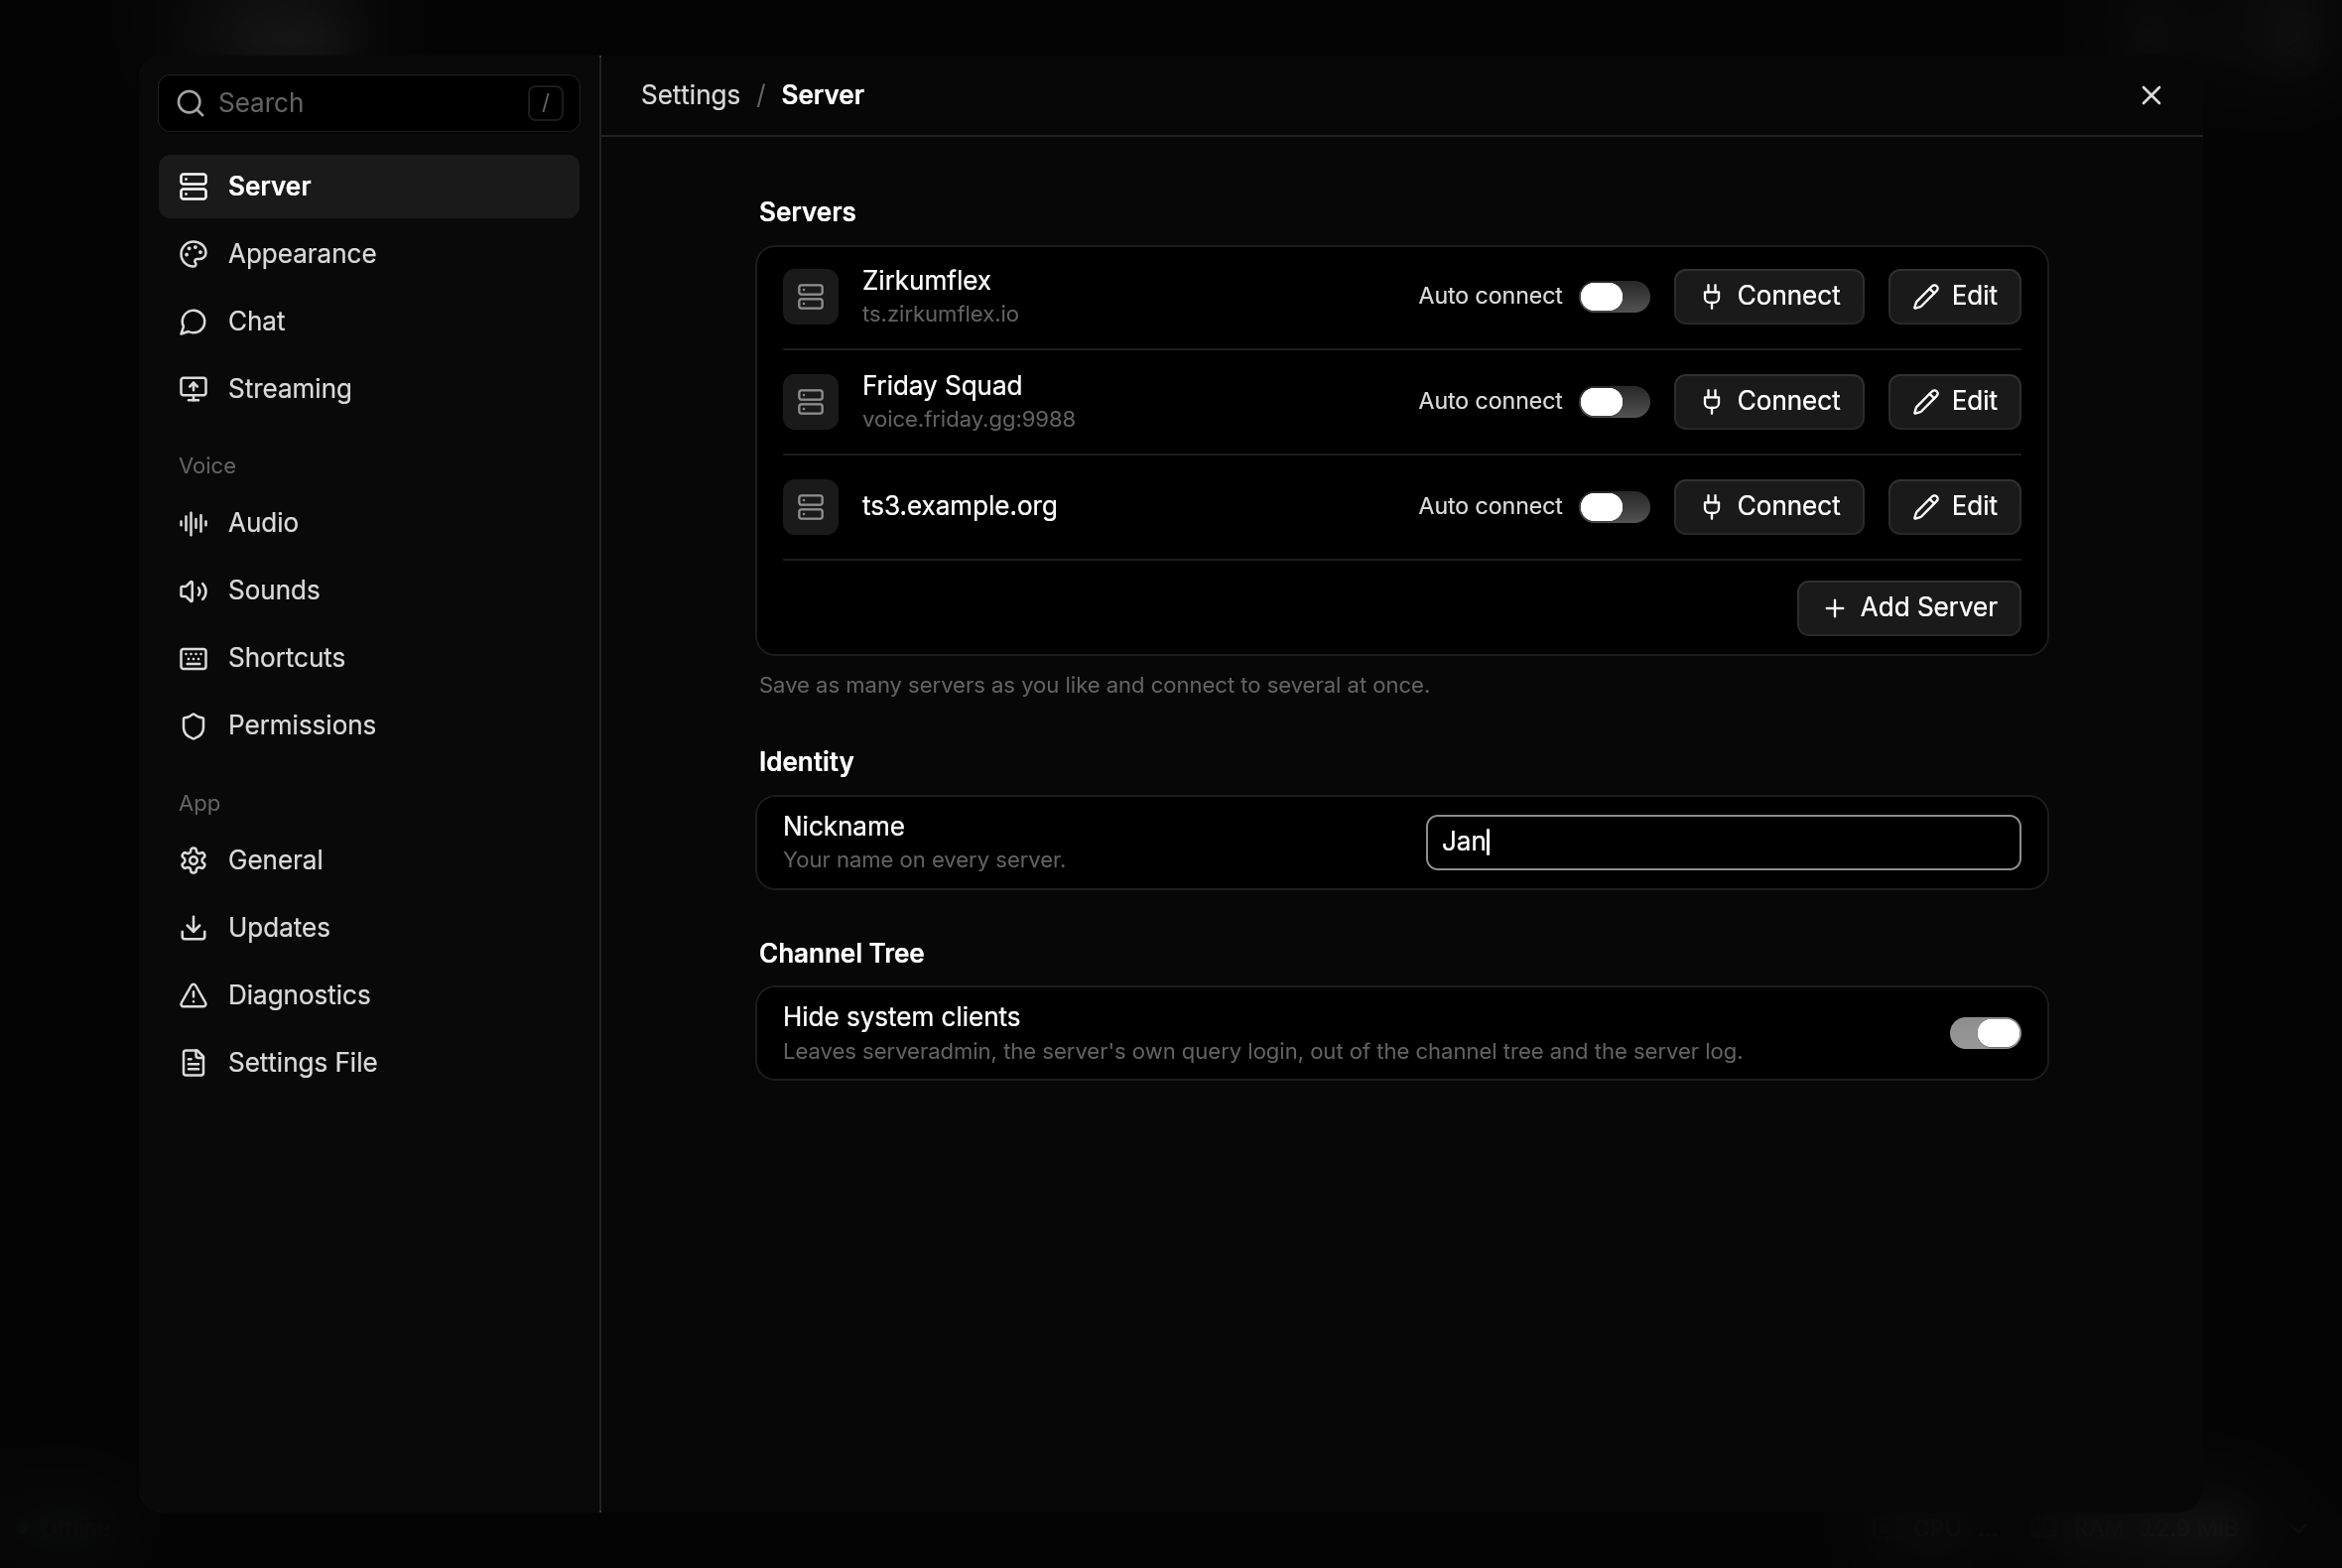 Search /
Server
Appearance
Chat
Streaming
Voice
Audio
Sounds
Shortcuts
Permissions
App
General
Updates
Diagnostics
Settings File
Settings / Server
Servers
Zirkumflex
ts.zirkumflex.io
Auto connect Connect Edit
Friday Squad
voice.friday.gg:9988
Auto connect Connect Edit
ts3.example.org
Auto connect Connect Edit
Add Server
Save as many servers as you like and connect to several at once.
Identity
Nickname
Your name on every server.
Jan
Channel Tree
Hide system clients
Leaves serveradmin, the server's own query login, out of the channel tree and the server log.